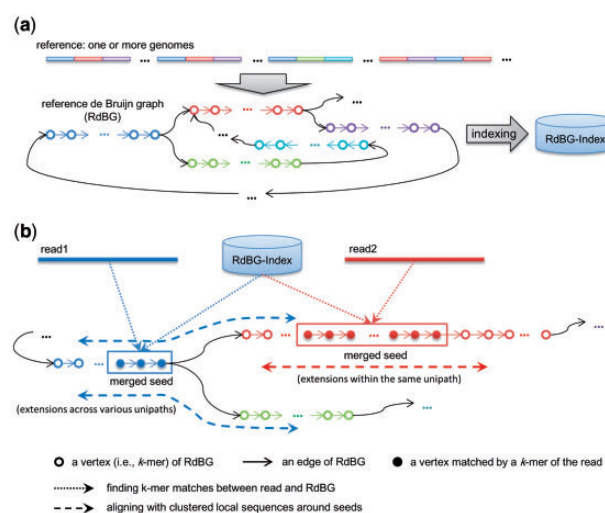 (a)
reference: one or more genomes
... ... ... ...
reference de Bruijn graph
(RdBG)
indexing
RdBG-Index
(b)
read1
RdBG-Index
read2
merged seed
merged seed
(extensions within the same unipath)
(extensions across various unipaths)
a vertex (i.e., k-mer) of RdBG
an edge of RdBG
a vertex matched by a k-mer of the read
finding k-mer matches between read and RdBG
aligning with clustered local sequences around seeds